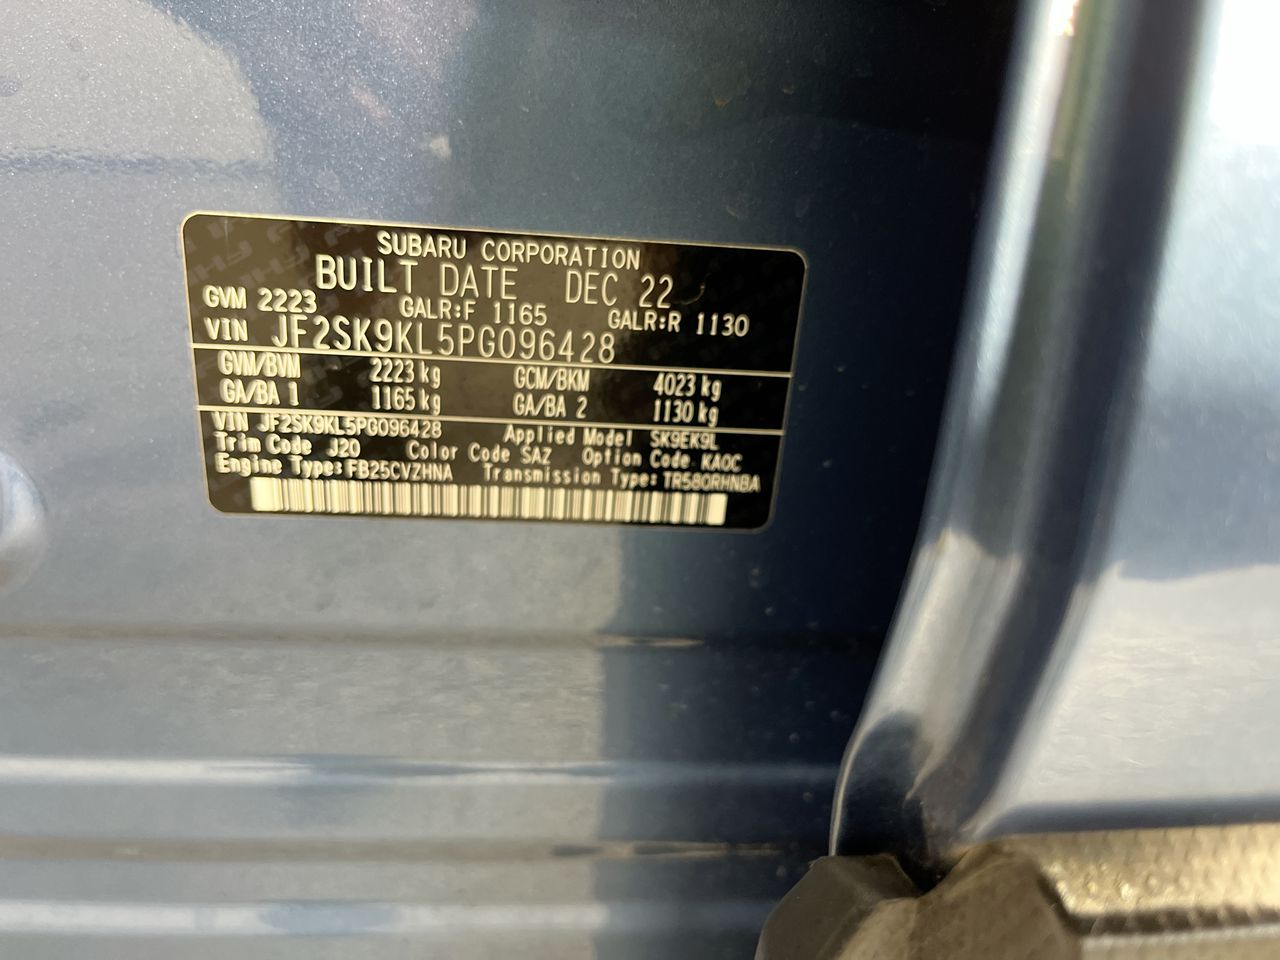 SUBARU CORPORATION
BUILT DATE DEC 22
GVM 2223 GALR:F 1165 GALR:R 1130
VIN JF2SK9KL5PG096428
GVM/BVM 2223 kg GCM/BKM 4023 kg
GA/BA 1 1165 kg GA/BA 2 1130 kg
VIN JF2SK9KL5PG096428 Applied Model SK9EK9L
Trim Code J20 Color Code SAZ Option Code KAOC
Engine Type: FB25CVZHNA Transmission Type: TR580RHNBA